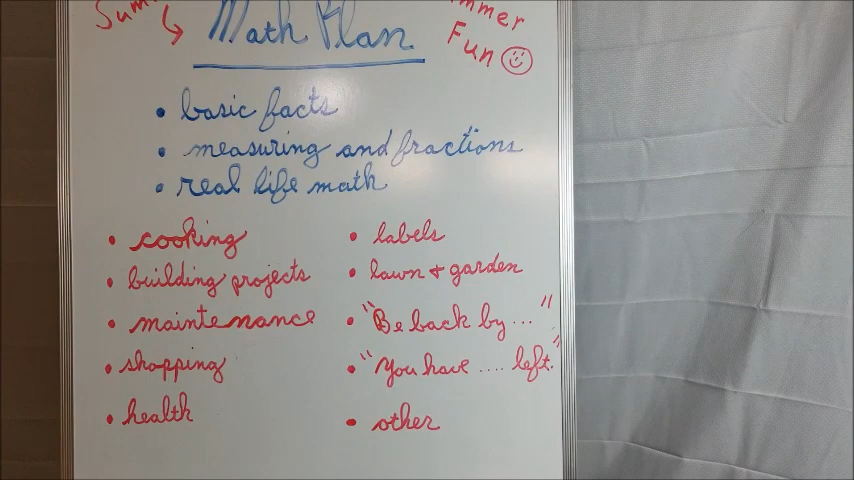 Math Plan
Fun
• basic facts
• measuring and fractions
• real life math
• cooking
• building projects
• maintenance
• shopping
• health
• labels
• lawn + garden
• "Be back by ... "
• "You have .... left."
• other